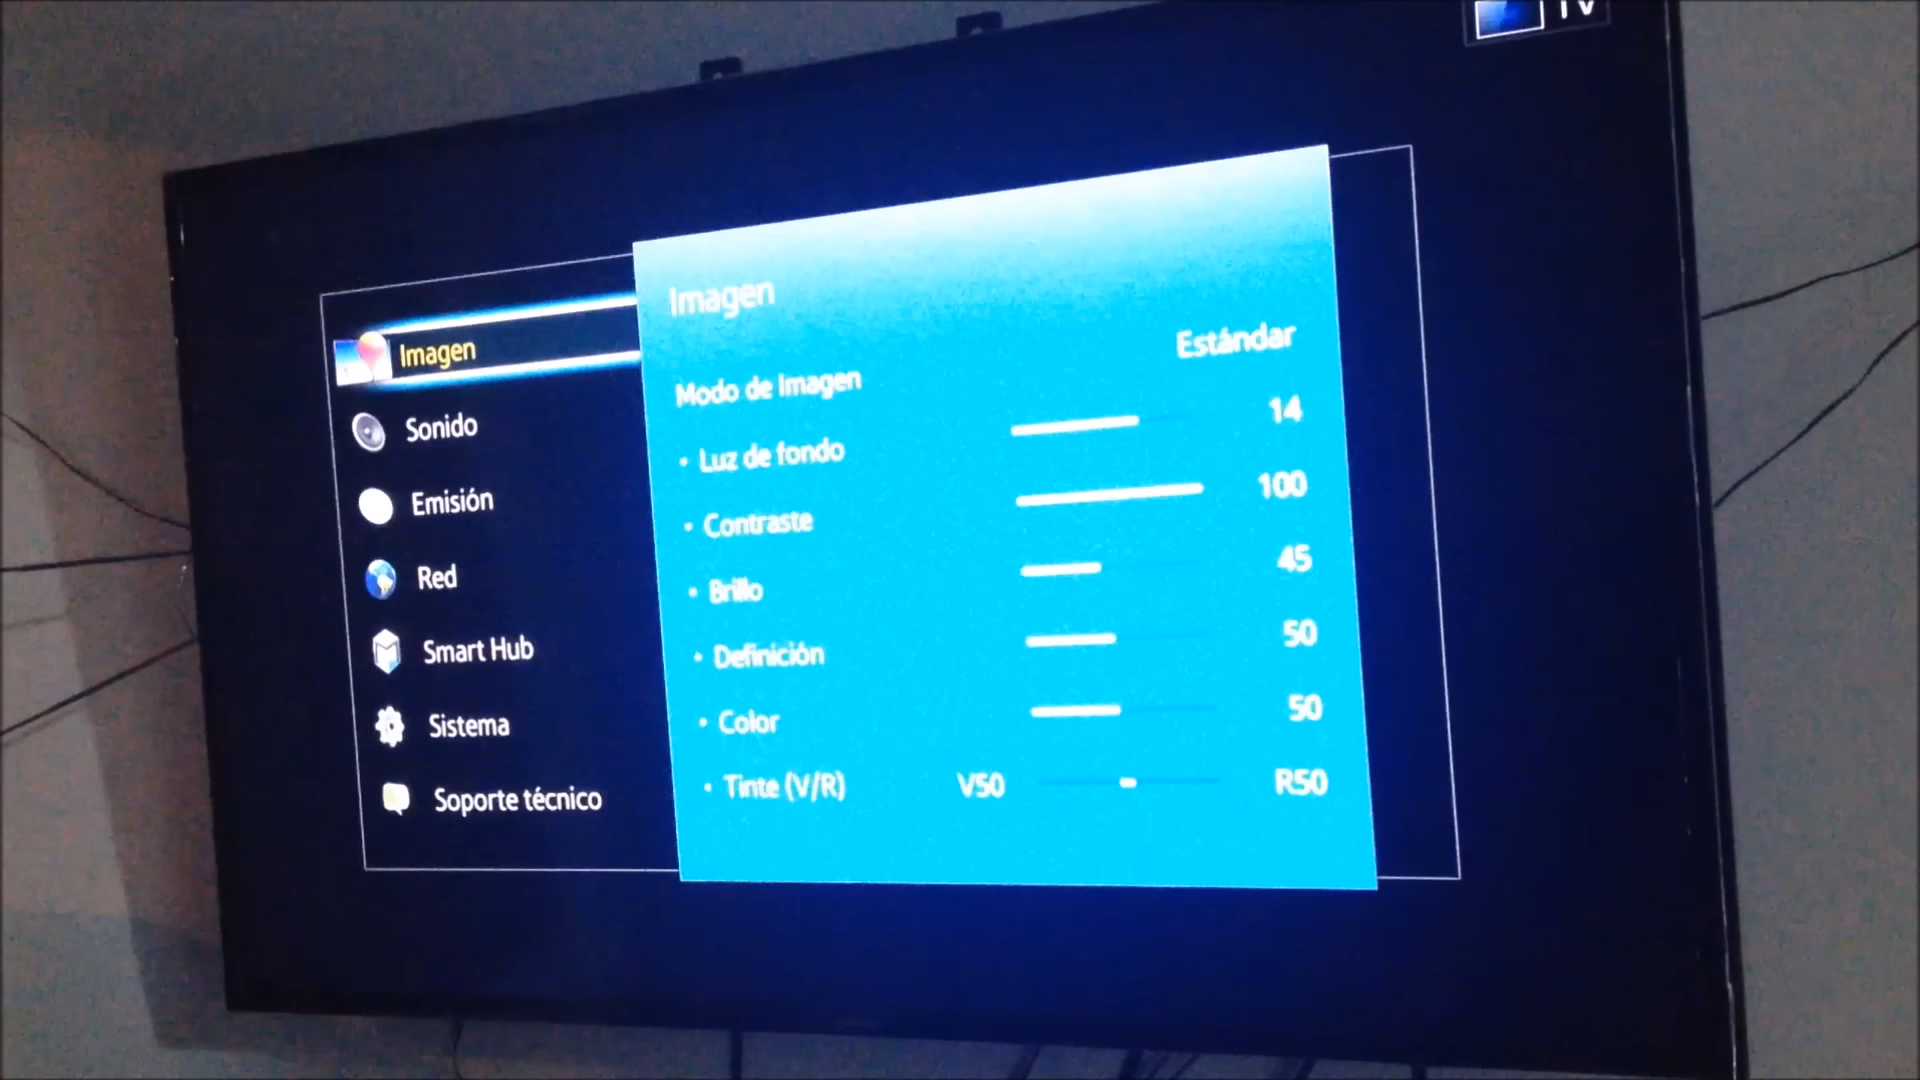 TV
Imagen
Sonido
Emisión
Red
Smart Hub
Sistema
Soporte técnico
Imagen
Modo de Imagen Estándar
· Luz de fondo 14
· Contraste 100
· Brillo 45
· Definición 50
· Color 50
· Tinte (V/R) V50 R50